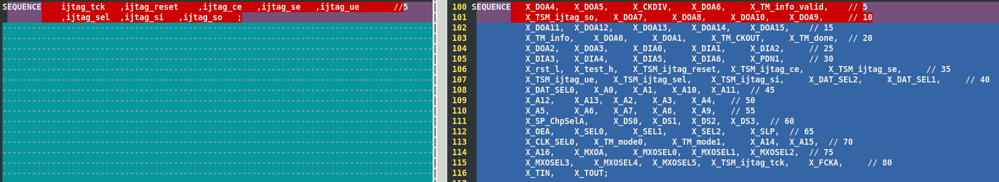 SEQUENCE    ijtag_tck   ,ijtag_reset    ,ijtag_ce   ,ijtag_se   ,ijtag_ue       //5
            ,ijtag_sel  ,ijtag_si   ,ijtag_so   ;
100 SEQUENCE   X_DOA4,    X_DOA5,     X_CKDIV,    X_DOA6,     X_TM_info_valid,    // 5
101            X_TSM_ijtag_so,    X_DOA7,     X_DOA8,     X_DOA10,    X_DOA9,     // 10
102            X_DOA11,   X_DOA12,    X_DOA13,    X_DOA14,    X_DOA15,    // 15
103            X_TM_info,    X_DOA0,     X_DOA1,     X_TM_CKOUT,     X_TM_done,  // 20
104            X_DOA2,    X_DOA3,     X_DIA0,     X_DIA1,     X_DIA2,     // 25
105            X_DIA3,    X_DIA4,     X_DIA5,     X_DIA6,     X_PDN1,     // 30
106            X_rst_l,   X_test_h,   X_TSM_ijtag_reset,  X_TSM_ijtag_ce,     X_TSM_ijtag_se,     // 35
107            X_TSM_ijtag_ue,    X_TSM_ijtag_sel,    X_TSM_ijtag_si,     X_DAT_SEL2,     X_DAT_SEL1,     // 40
108            X_DAT_SEL0,    X_A0,   X_A1,   X_A10,  X_A11,  // 45
109            X_A12,     X_A13,  X_A2,   X_A3,   X_A4,   // 50
110            X_A5,     X_A6,   X_A7,   X_A8,   X_A9,   // 55
111            X_SP_ChpSelA,     X_DS0,  X_DS1,  X_DS2,  X_DS3,  // 60
112            X_OEA,    X_SEL0,     X_SEL1,     X_SEL2,     X_SLP,  // 65
113            X_CLK_SEL0,   X_TM_mode0,     X_TM_mode1,     X_A14,  X_A15,  // 70
114            X_A16,    X_MXOA,     X_MXOSEL0,  X_MXOSEL1,  X_MXOSEL2,  // 75
115            X_MXOSEL3,    X_MXOSEL4,  X_MXOSEL5,  X_TSM_ijtag_tck,    X_FCKA,     // 80
116            X_TIN,    X_TOUT;